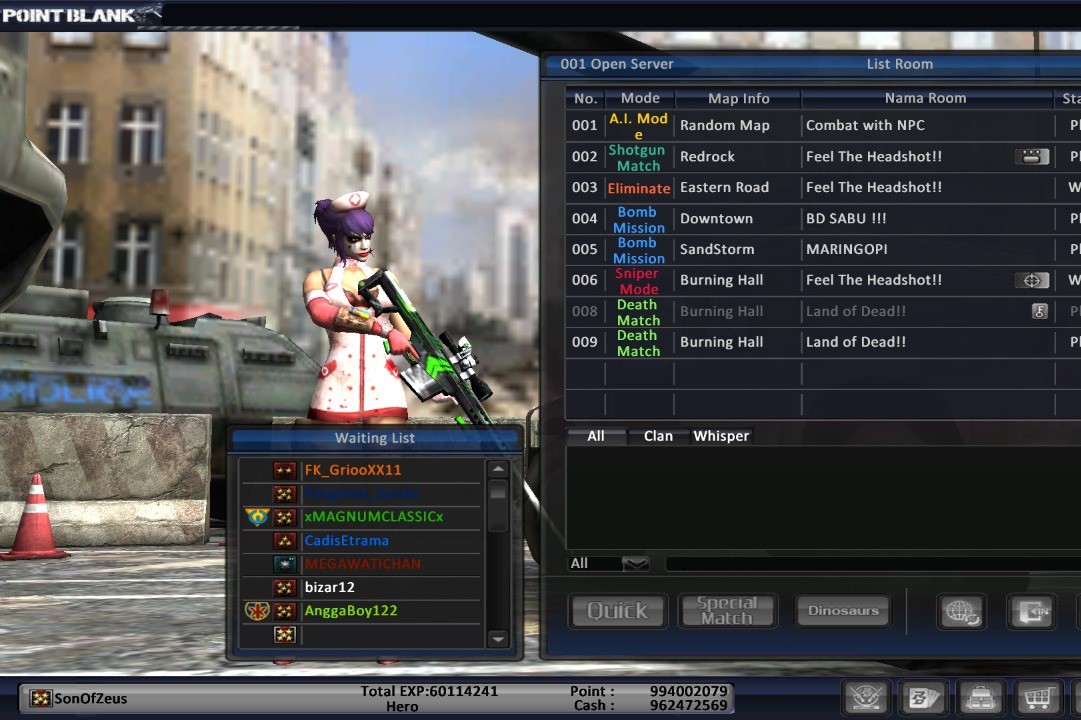 POINT BLANK
001 Open Server
List Room
No. Mode Map Info Nama Room
001 A.I. Mod
e Random Map Combat with NPC
002 Shotgun
Match Redrock Feel The Headshot!!
003 Eliminate Eastern Road Feel The Headshot!!
004 Bomb
Mission Downtown BD SABU !!!
005 Bomb
Mission SandStorm MARINGOPI
006 Sniper
Mode Burning Hall Feel The Headshot!!
008 Death
Match Burning Hall Land of Dead!!
009 Death
Match Burning Hall Land of Dead!!
All Clan Whisper
All
Quick
Special
Match
Dinosaurs
POLICE
Waiting List
FK_GriooXX11
xMAGNUMCLASSICx
CadisEtrama
MEGAWATICHAN
bizar12
AnggaBoy122
SonOfZeus
Total EXP:60114241
Hero
Point : 994002079
Cash : 962472569